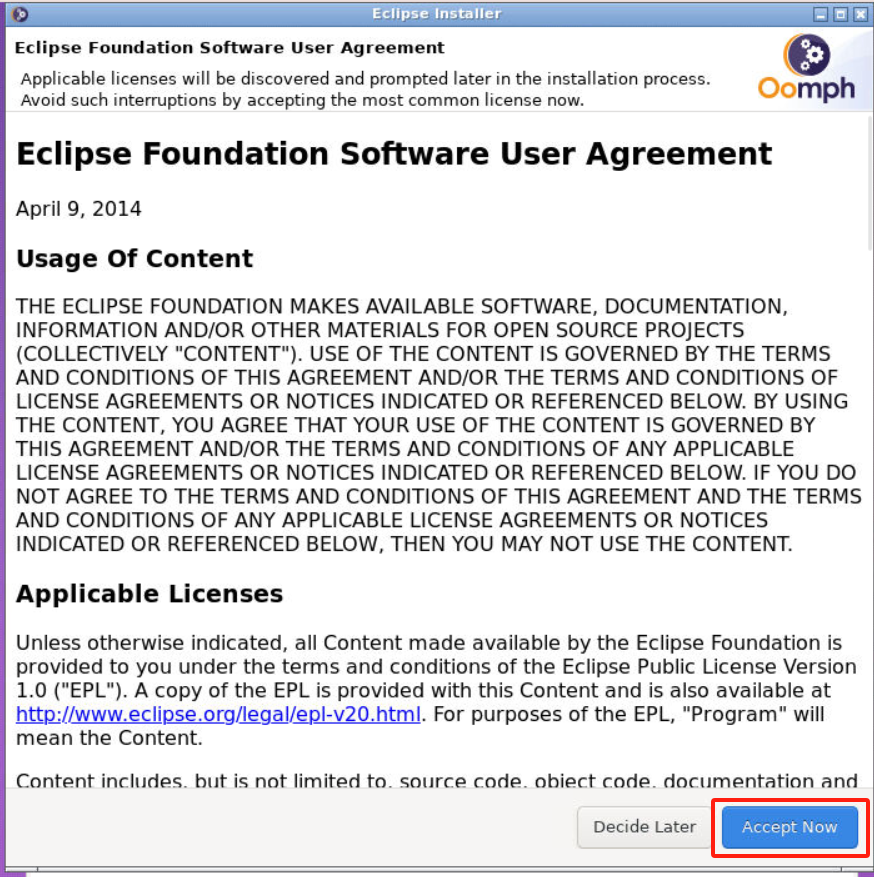 Eclipse Installer
Eclipse Foundation Software User Agreement
Applicable licenses will be discovered and prompted later in the installation process.
Avoid such interruptions by accepting the most common license now.
Oomph
Eclipse Foundation Software User Agreement
April 9, 2014
Usage Of Content
THE ECLIPSE FOUNDATION MAKES AVAILABLE SOFTWARE, DOCUMENTATION,
INFORMATION AND/OR OTHER MATERIALS FOR OPEN SOURCE PROJECTS
(COLLECTIVELY "CONTENT"). USE OF THE CONTENT IS GOVERNED BY THE TERMS
AND CONDITIONS OF THIS AGREEMENT AND/OR THE TERMS AND CONDITIONS OF
LICENSE AGREEMENTS OR NOTICES INDICATED OR REFERENCED BELOW. BY USING
THE CONTENT, YOU AGREE THAT YOUR USE OF THE CONTENT IS GOVERNED BY
THIS AGREEMENT AND/OR THE TERMS AND CONDITIONS OF ANY APPLICABLE
LICENSE AGREEMENTS OR NOTICES INDICATED OR REFERENCED BELOW. IF YOU DO
NOT AGREE TO THE TERMS AND CONDITIONS OF THIS AGREEMENT AND THE TERMS
AND CONDITIONS OF ANY APPLICABLE LICENSE AGREEMENTS OR NOTICES
INDICATED OR REFERENCED BELOW, THEN YOU MAY NOT USE THE CONTENT.
Applicable Licenses
Unless otherwise indicated, all Content made available by the Eclipse Foundation is
provided to you under the terms and conditions of the Eclipse Public License Version
1.0 ("EPL"). A copy of the EPL is provided with this Content and is also available at
http://www.eclipse.org/legal/epl-v20.html. For purposes of the EPL, "Program" will
mean the Content.
Content includes, but is not limited to, source code, object code, documentation and
Decide Later
Accept Now